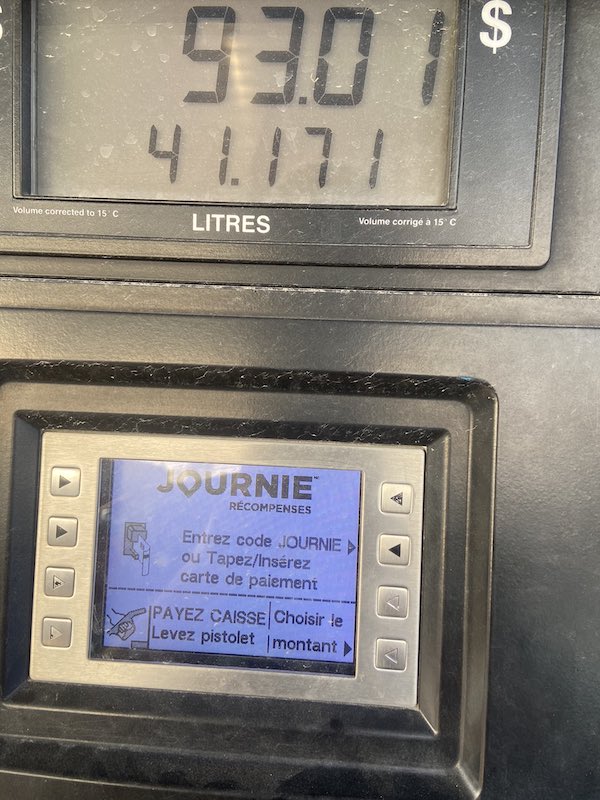 $
93.01
41.171
Volume corrected to 15° C
LITRES
Volume corrigé à 15° C
JOURNIE™
RÉCOMPENSES
Entrez code JOURNIE
ou Tapez/Insérez
carte de paiement
PAYEZ CAISSE
Levez pistolet
Choisir le
montant